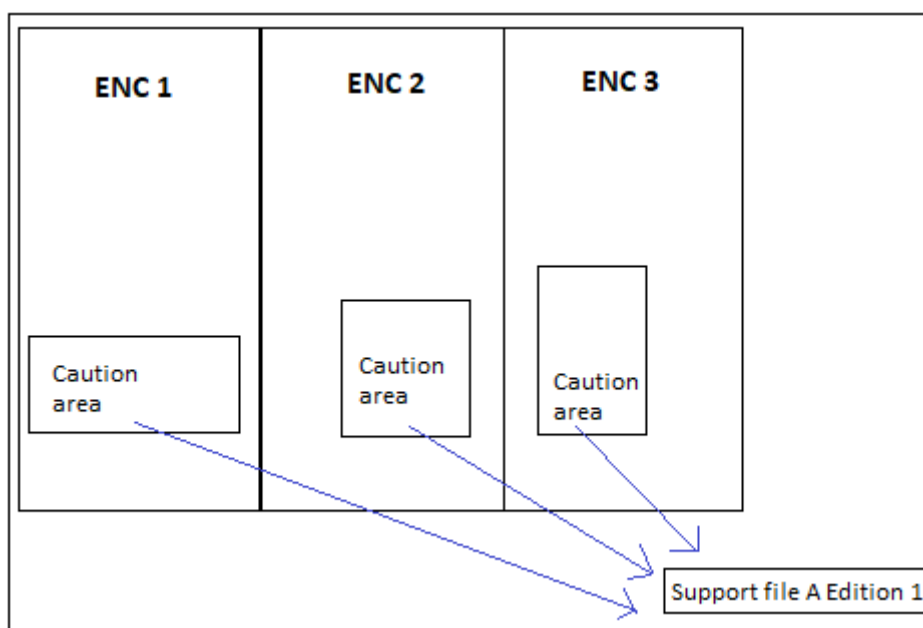 ENC 1
ENC 2
ENC 3
Caution
area
Caution
area
Caution
area
Support file A Edition 1